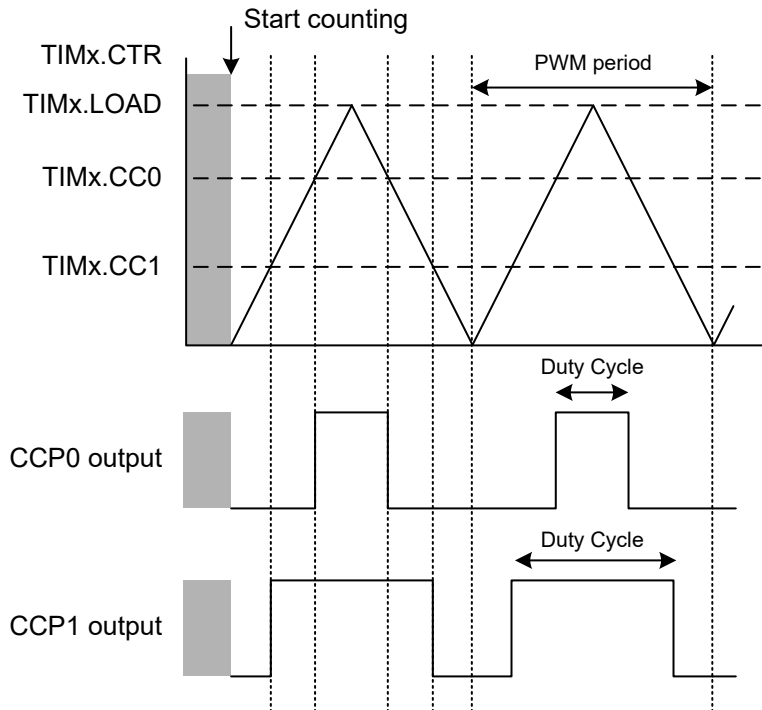 Start counting
TIMx.CTR
PWM period
TIMx.LOAD
TIMx.CC0
TIMx.CC1
Duty Cycle
CCP0 output
Duty Cycle
CCP1 output